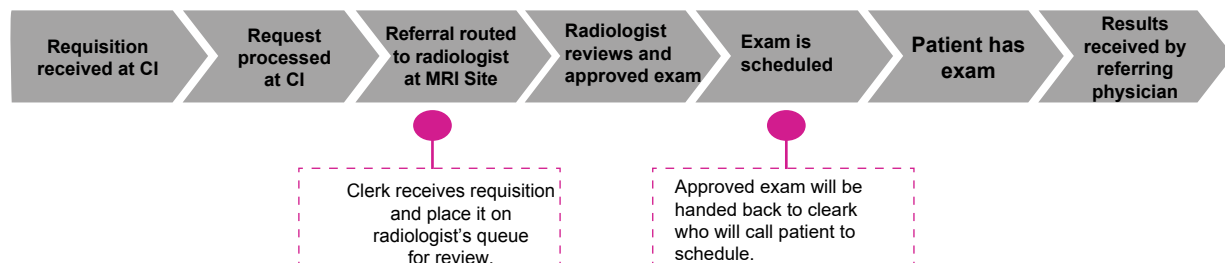 Requisition
received at CI
Request
processed
at CI
Referral routed
to radiologist
at MRI Site
Radiologist
reviews and
approved exam
Exam is
scheduled
Patient has
exam
Results
received by
referring
physician
Clerk receives requisition
and place it on
radiologist's queue
for review.
Approved exam will be
handed back to cleark
who will call patient to
schedule.